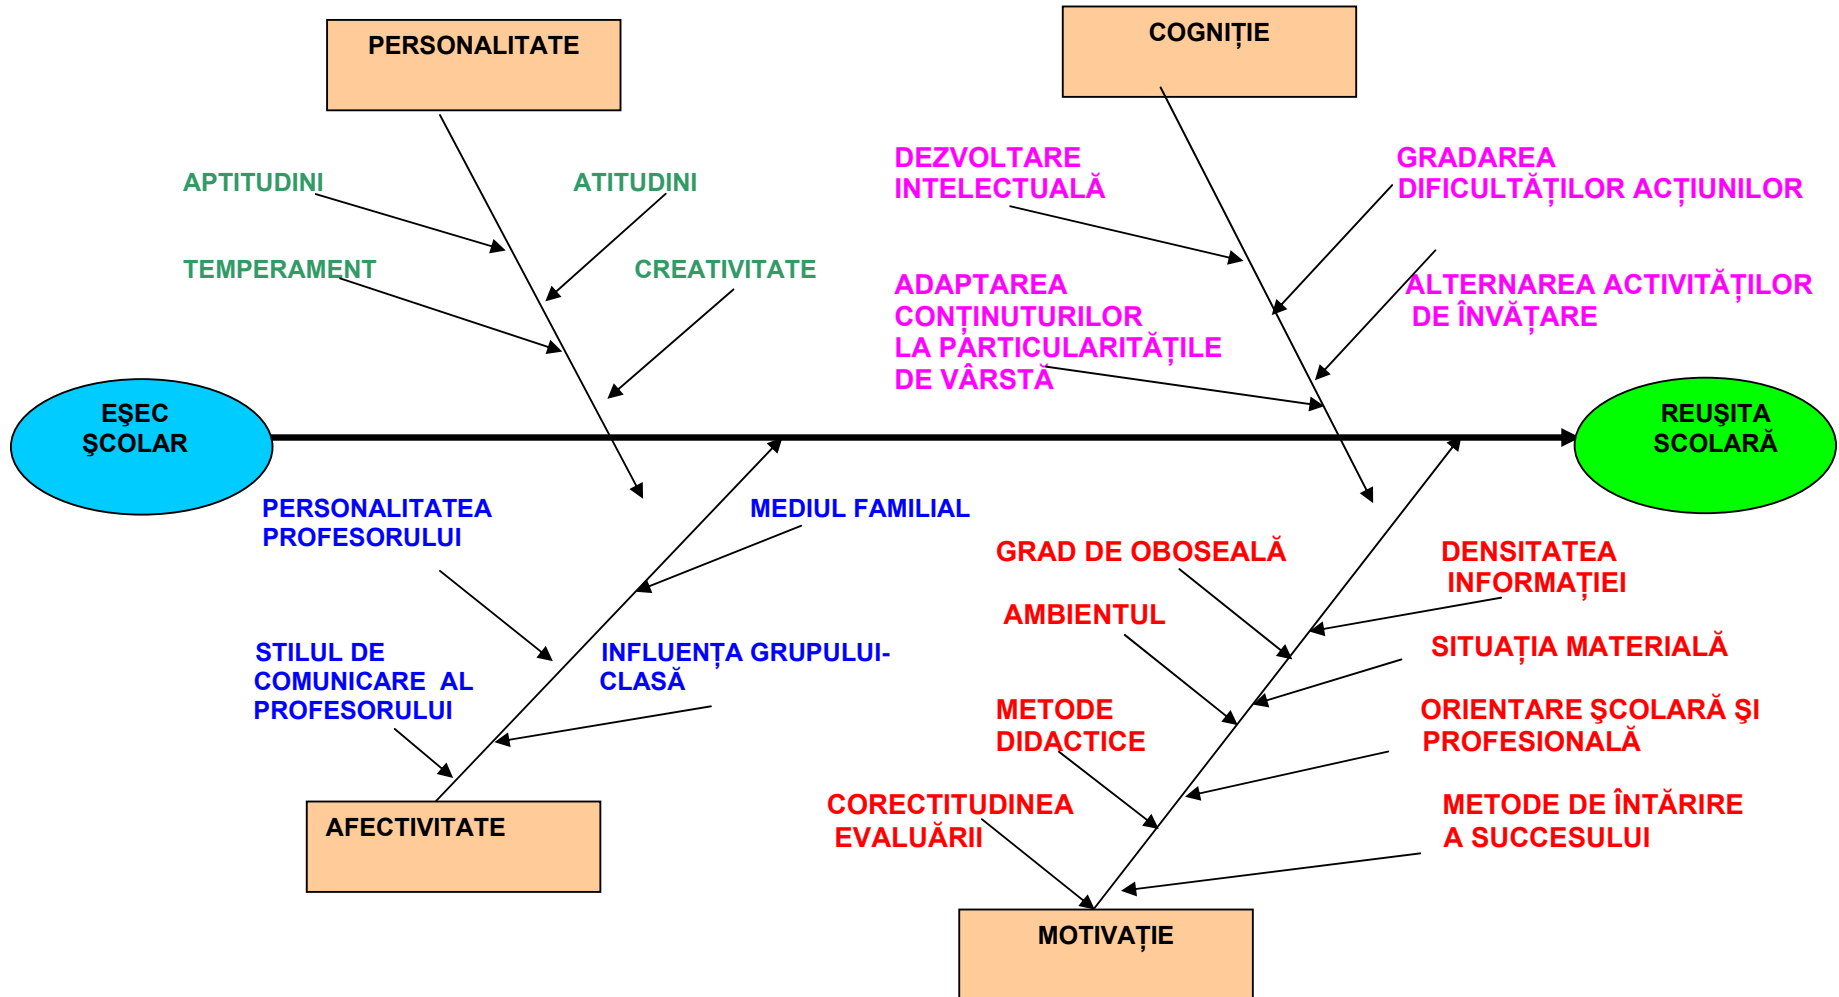 PERSONALITATE
COGNIȚIE
APTITUDINI
ATITUDINI
TEMPERAMENT
CREATIVITATE
DEZVOLTARE
INTELECTUALĂ
GRADAREA
DIFICULTĂȚILOR ACȚIUNILOR
ADAPTAREA
CONȚINUTURILOR
LA PARTICULARITĂȚILE
DE VÂRSTĂ
ALTERNAREA ACTIVITĂȚILOR
DE ÎNVĂȚARE
EŞEC
ŞCOLAR
REUŞITA
SCOLARĂ
PERSONALITATEA
PROFESORULUI
MEDIUL FAMILIAL
STILUL DE
COMUNICARE AL
PROFESORULUI
INFLUENȚA GRUPULUI-
CLASĂ
AFECTIVITATE
GRAD DE OBOSEALĂ
DENSITATEA
INFORMAȚIEI
AMBIENTUL
SITUAȚIA MATERIALĂ
METODE
DIDACTICE
ORIENTARE ŞCOLARĂ ŞI
PROFESIONALĂ
CORECTITUDINEA
EVALUĂRII
METODE DE ÎNTĂRIRE
A SUCCESULUI
MOTIVAȚIE